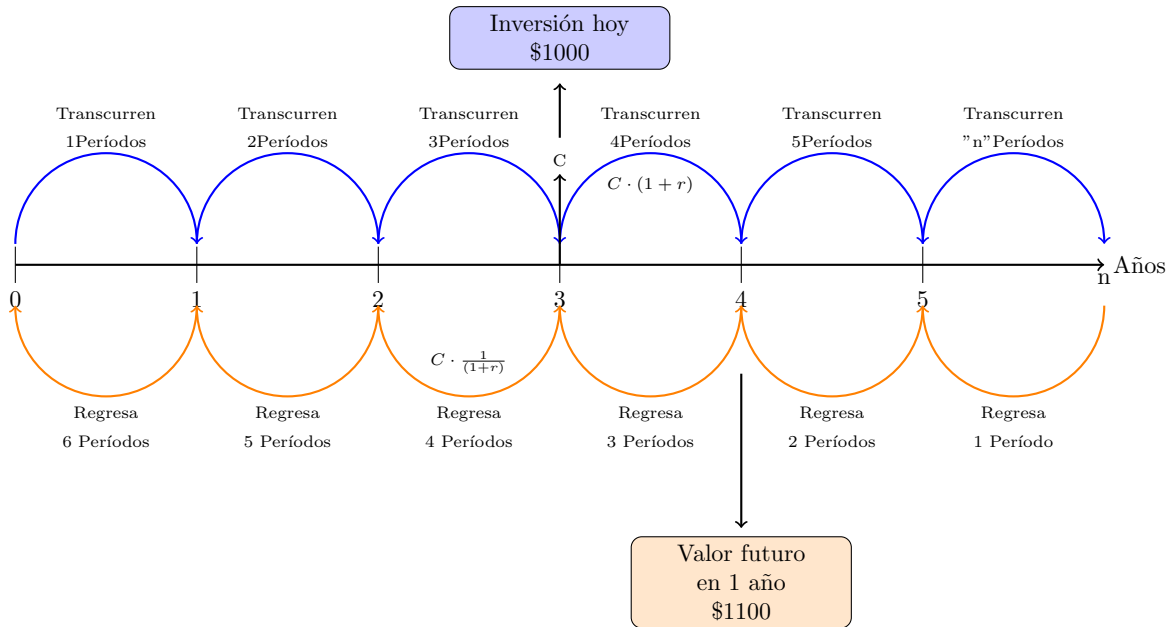 Inversión hoy
$1000
Transcurren
1Períodos
Transcurren
2Períodos
Transcurren
3Períodos
Transcurren
4Períodos
Transcurren
5Períodos
Transcurren
”n”Períodos
C
C · (1 + r)
Años
0
1
2
3
4
5
n
C · 1/(1+r)
Regresa
6 Períodos
Regresa
5 Períodos
Regresa
4 Períodos
Regresa
3 Períodos
Regresa
2 Períodos
Regresa
1 Período
Valor futuro
en 1 año
$1100